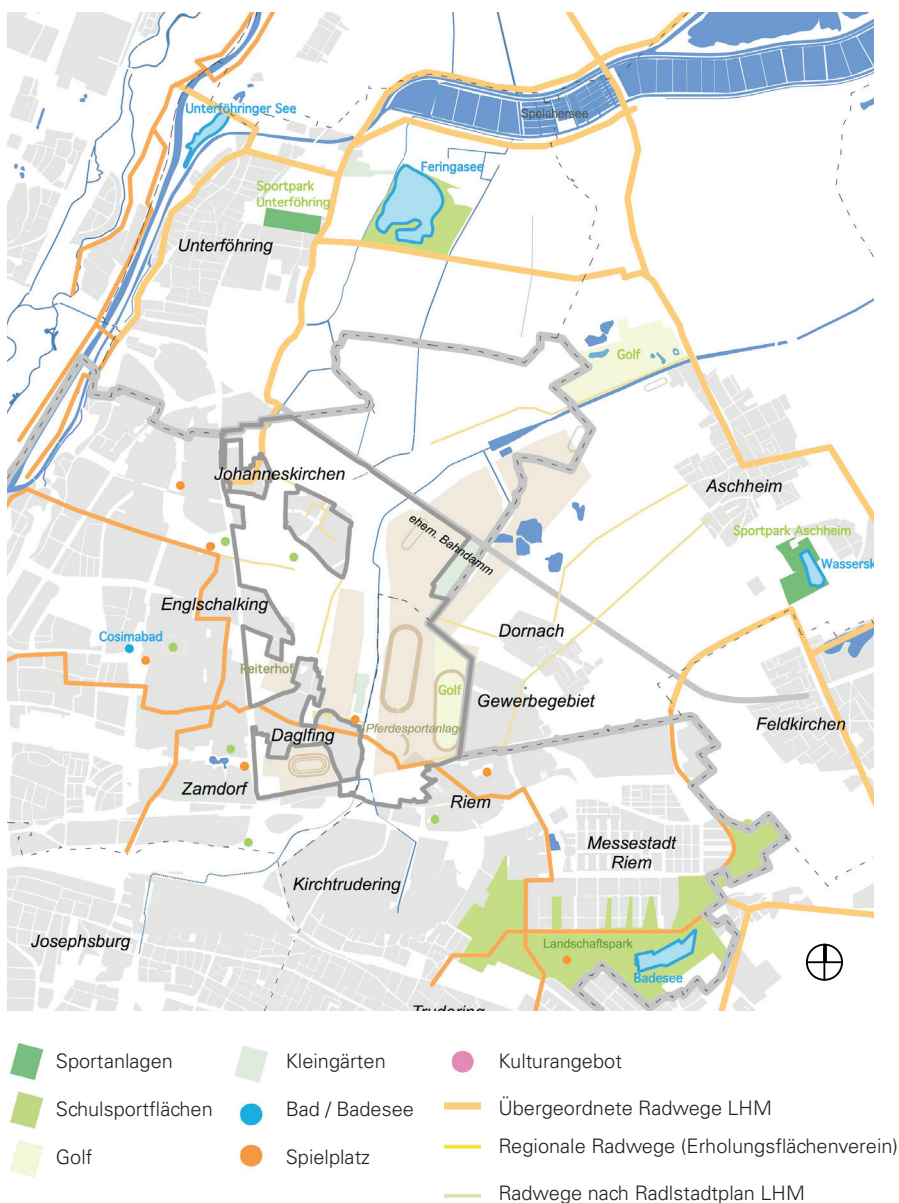 Unterföhringer See
Speichersee
Feringasee
Sportpark
Unterföhring
Unterföhring
Golf
Johanneskirchen
Aschheim
ehem. Bahndamm
Sportpark Aschheim
Wassersk
Englschalking
Dornach
Cosimabad
Reiterhof
Golf
Gewerbegebiet
Feldkirchen
Daglfing
Pferdesportanlage
Zamdorf
Riem
Messestadt
Riem
Kirchtrudering
Josephsburg
Landschaftspark
Badesee
Trudering
Sportanlagen
Kleingärten
Kulturangebot
Schulsportflächen
Bad / Badesee
Übergeordnete Radwege LHM
Golf
Spielplatz
Regionale Radwege (Erholungsflächenverein)
Radwege nach Radlstadtplan LHM